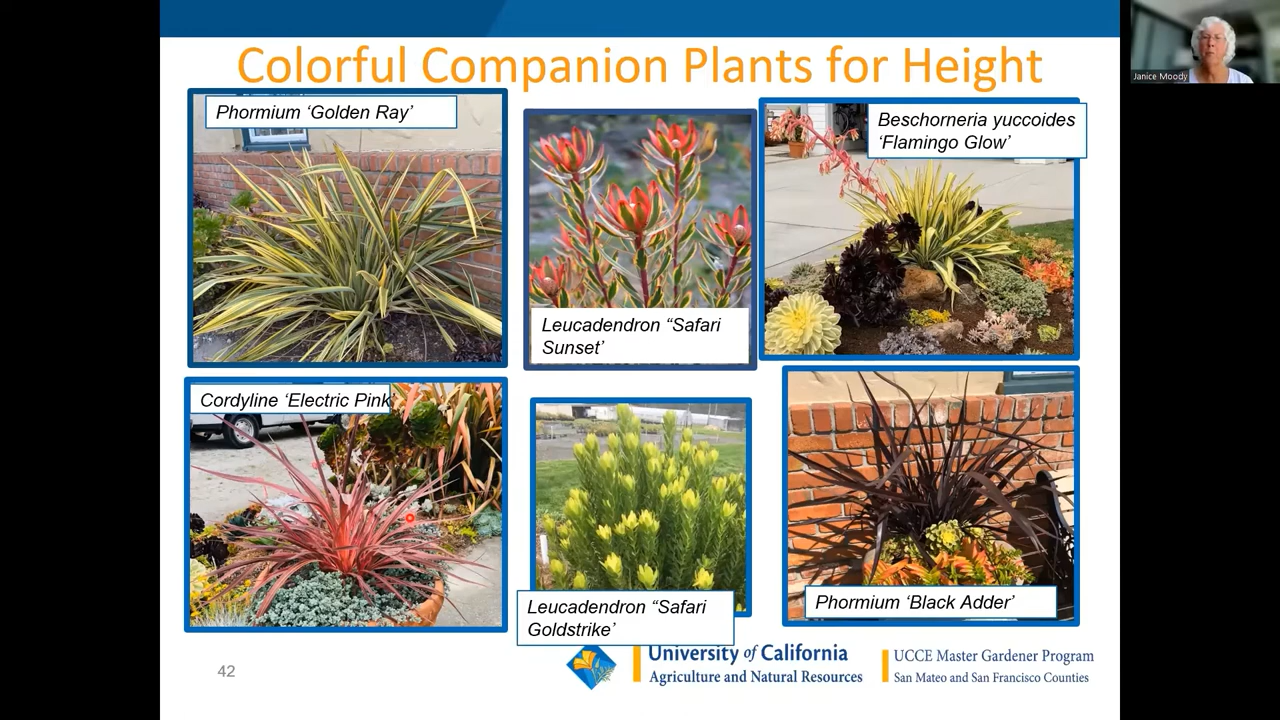 Colorful Companion Plants for Height
Janice Moody
Phormium ‘Golden Ray’
Leucadendron “Safari
Sunset’
Beschorneria yuccoides
‘Flamingo Glow’
Cordyline ‘Electric Pink
Leucadendron “Safari
Goldstrike’
Phormium ‘Black Adder’
42
University of California
Agriculture and Natural Resources
UCCE Master Gardener Program
San Mateo and San Francisco Counties